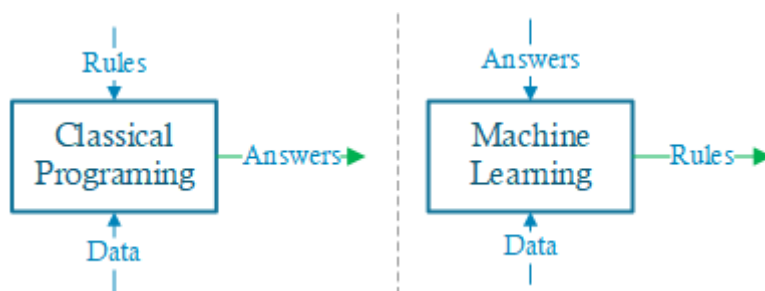 Rules
Classical
Programing
Answers
Data
Answers
Machine
Learning
Rules
Data